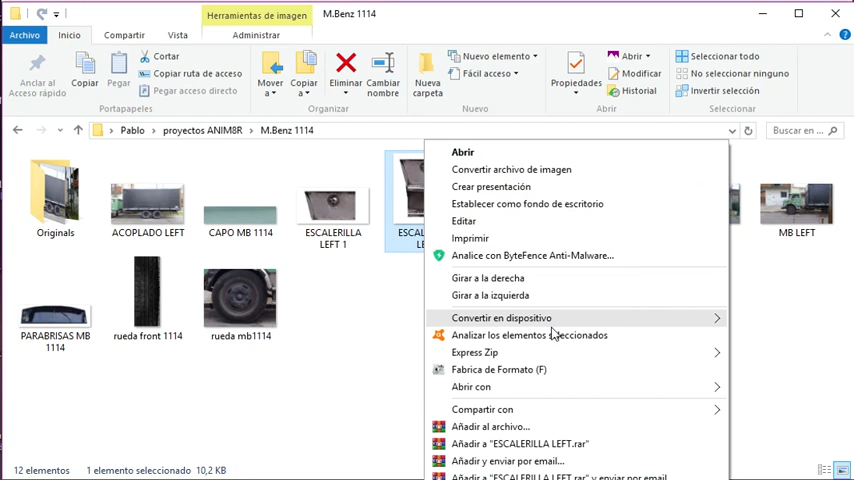 Herramientas de imagen
M.Benz 1114
Archivo
Inicio
Compartir
Vista
Administrar
Anclar al
Acceso rápido
Copiar
Pegar
Cortar
Copiar ruta de acceso
Pegar acceso directo
Portapapeles
Mover
a
Copiar
a
Eliminar
Cambiar
nombre
Organizar
Nueva
carpeta
Nuevo elemento
Fácil acceso
Nuevo
Propiedades
Abrir
Modificar
Historial
Abrir
Seleccionar todo
No seleccionar ninguno
Invertir selección
Seleccionar
Pablo
proyectos ANIM8R
M.Benz 1114
Buscar en ...
Originals
ACOPLADO LEFT
CAPO MB 1114
ESCALERILLA
LEFT 1
MB LEFT
PARABRISAS MB
1114
rueda front 1114
rueda mb1114
Abrir
Convertir archivo de imagen
Crear presentación
Establecer como fondo de escritorio
Editar
Imprimir
Analice con ByteFence Anti-Malware...
Girar a la derecha
Girar a la izquierda
Convertir en dispositivo
Analizar los elementos seleccionados
Express Zip
Fabrica de Formato (F)
Abrir con
Compartir con
Añadir al archivo...
Añadir a "ESCALERILLA LEFT.rar"
Añadir y enviar por email...
Añadir a "ESCALERILLA LEFT.rar" y enviar por email
12 elementos
1 elemento seleccionado
10,2 KB